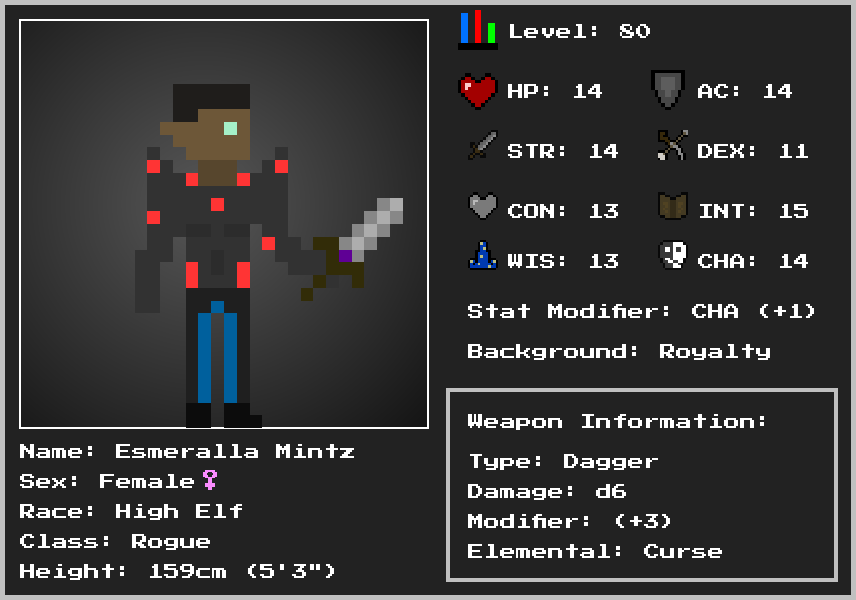 Level: 80
HP: 14 AC: 14
STR: 14 DEX: 11
CON: 13 INT: 15
WIS: 13 CHA: 14
Stat Modifier: CHA (+1)
Background: Royalty
Weapon Information:
Type: Dagger
Damage: d6
Modifier: (+3)
Elemental: Curse
Name: Esmeralla Mintz
Sex: Female♀
Race: High Elf
Class: Rogue
Height: 159cm (5'3")